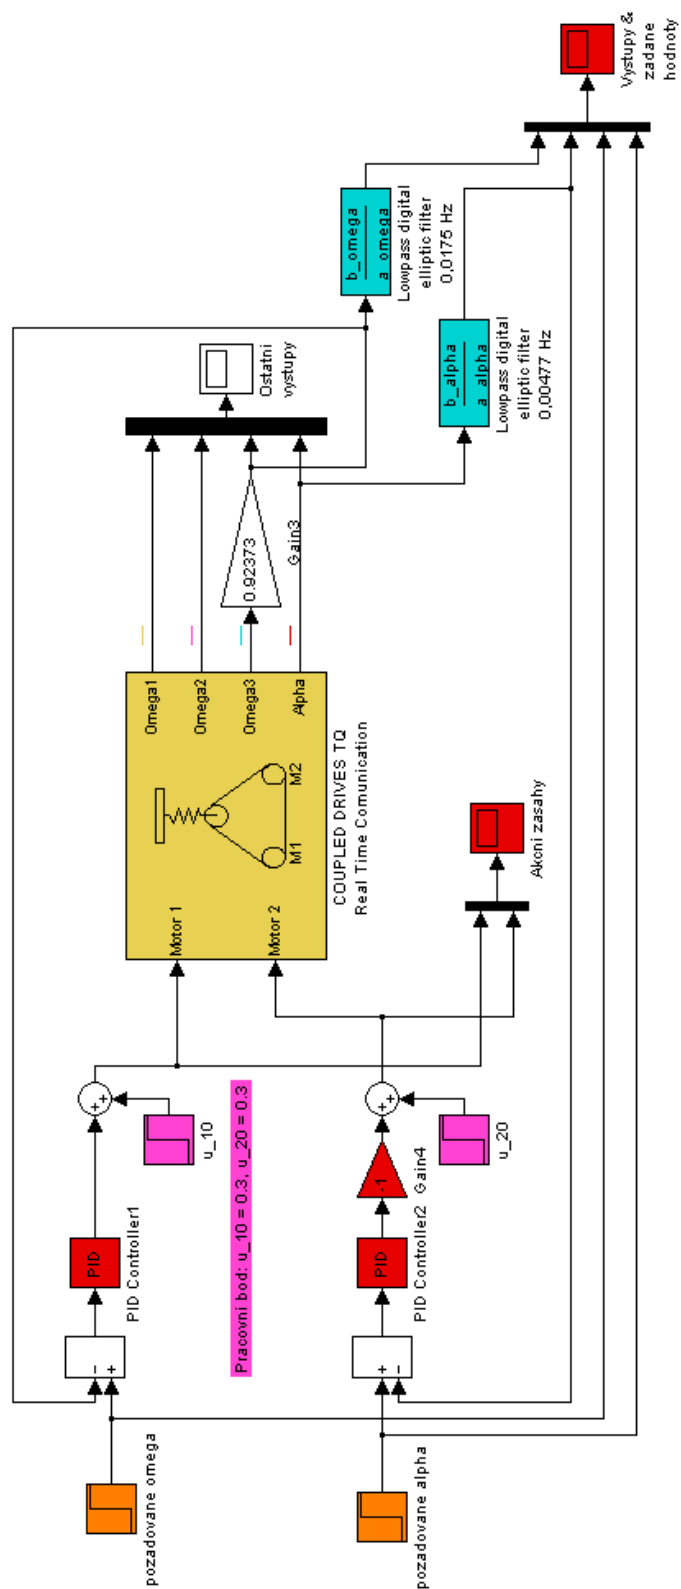 pozadovane omega
pozadovane alpha
-
+
+
-
PID
PID Controller1
PID
PID Controller2
-1
Gain4
+
+
+
+
u_10
u_20
Pracovni bod: u_10 = 0.3, u_20 = 0.3
Motor 1
Motor 2
M1
M2
Omega1
Omega2
Omega3
Alpha
COUPLED DRIVES TQ
Real Time Comunication
Akcni zasahy
0.92373
Gain3
Ostatni
vystupy
b_omega
a_omega
Lowpass digital
elliptic filter
0,0175 Hz
b_alpha
a_alpha
Lowpass digital
elliptic filter
0,00477 Hz
Vystupy &
zadane
hodnoty